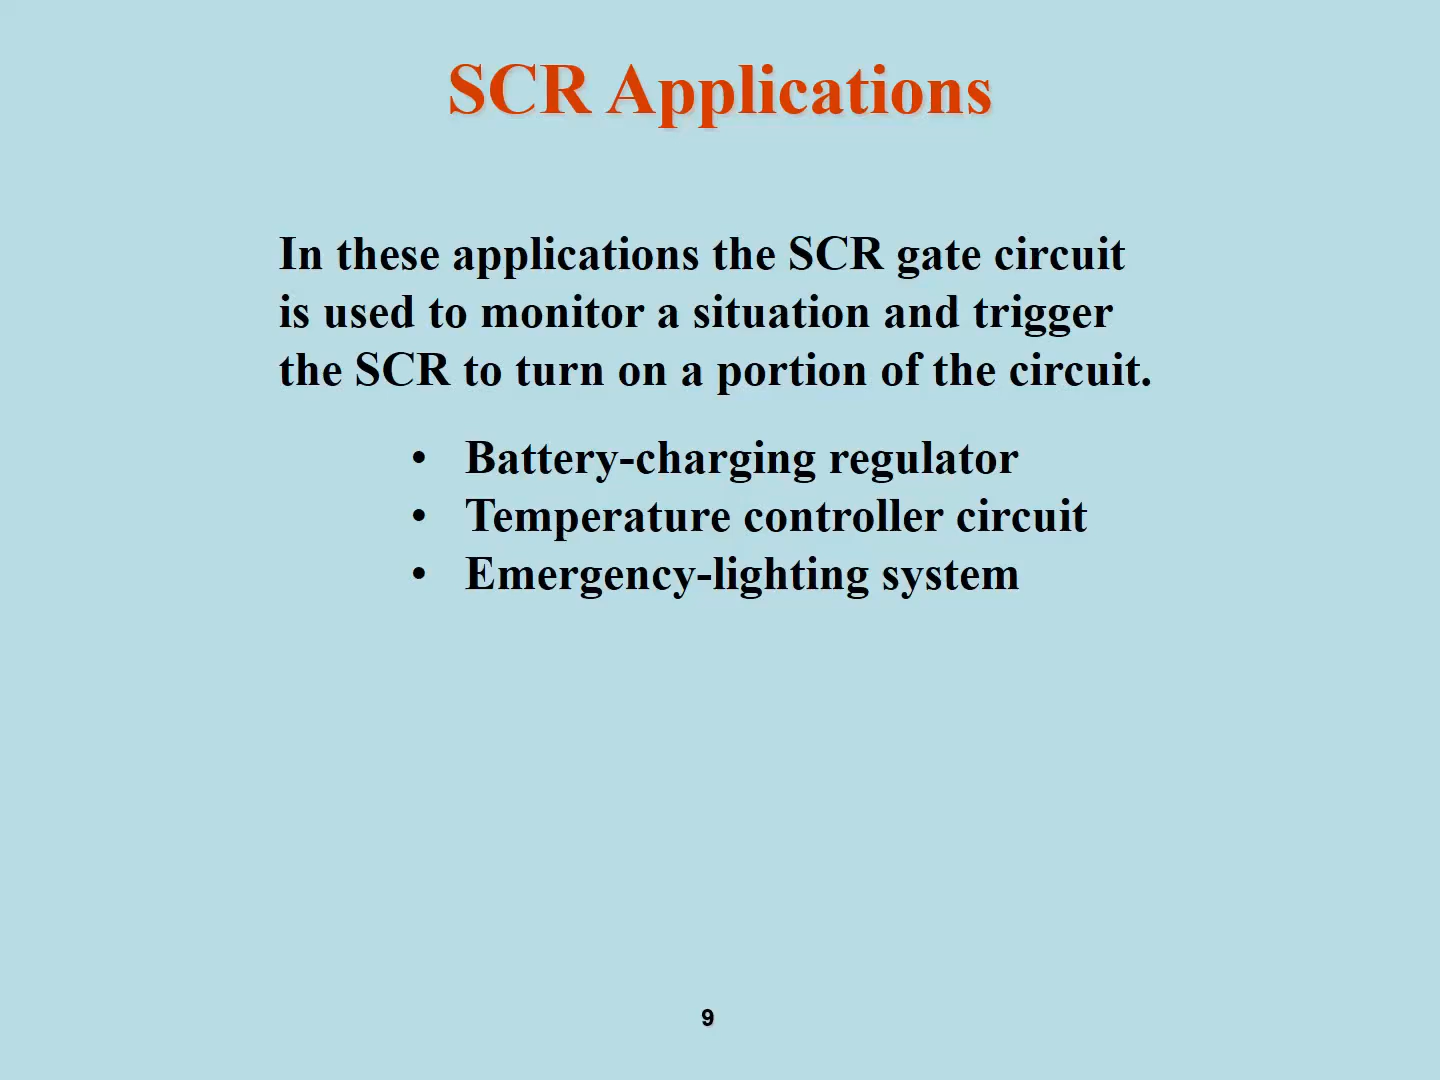 SCR Applications
In these applications the SCR gate circuit
is used to monitor a situation and trigger
the SCR to turn on a portion of the circuit.
• Battery-charging regulator
• Temperature controller circuit
• Emergency-lighting system
9